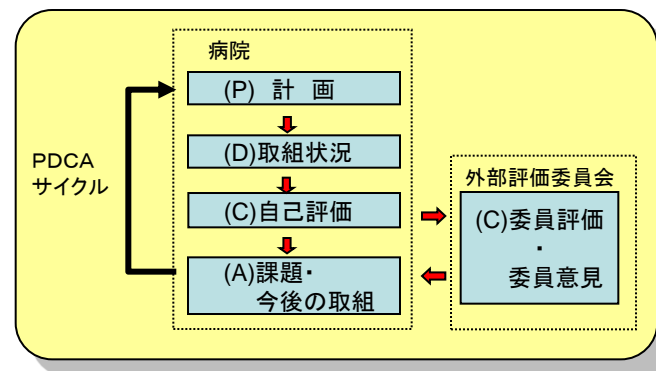 病院
(P) 計 画
(D)取組状況
PDCA
サイクル
(C)自己評価
(A)課題・
今後の取組
外部評価委員会
(C)委員評価
・
委員意見